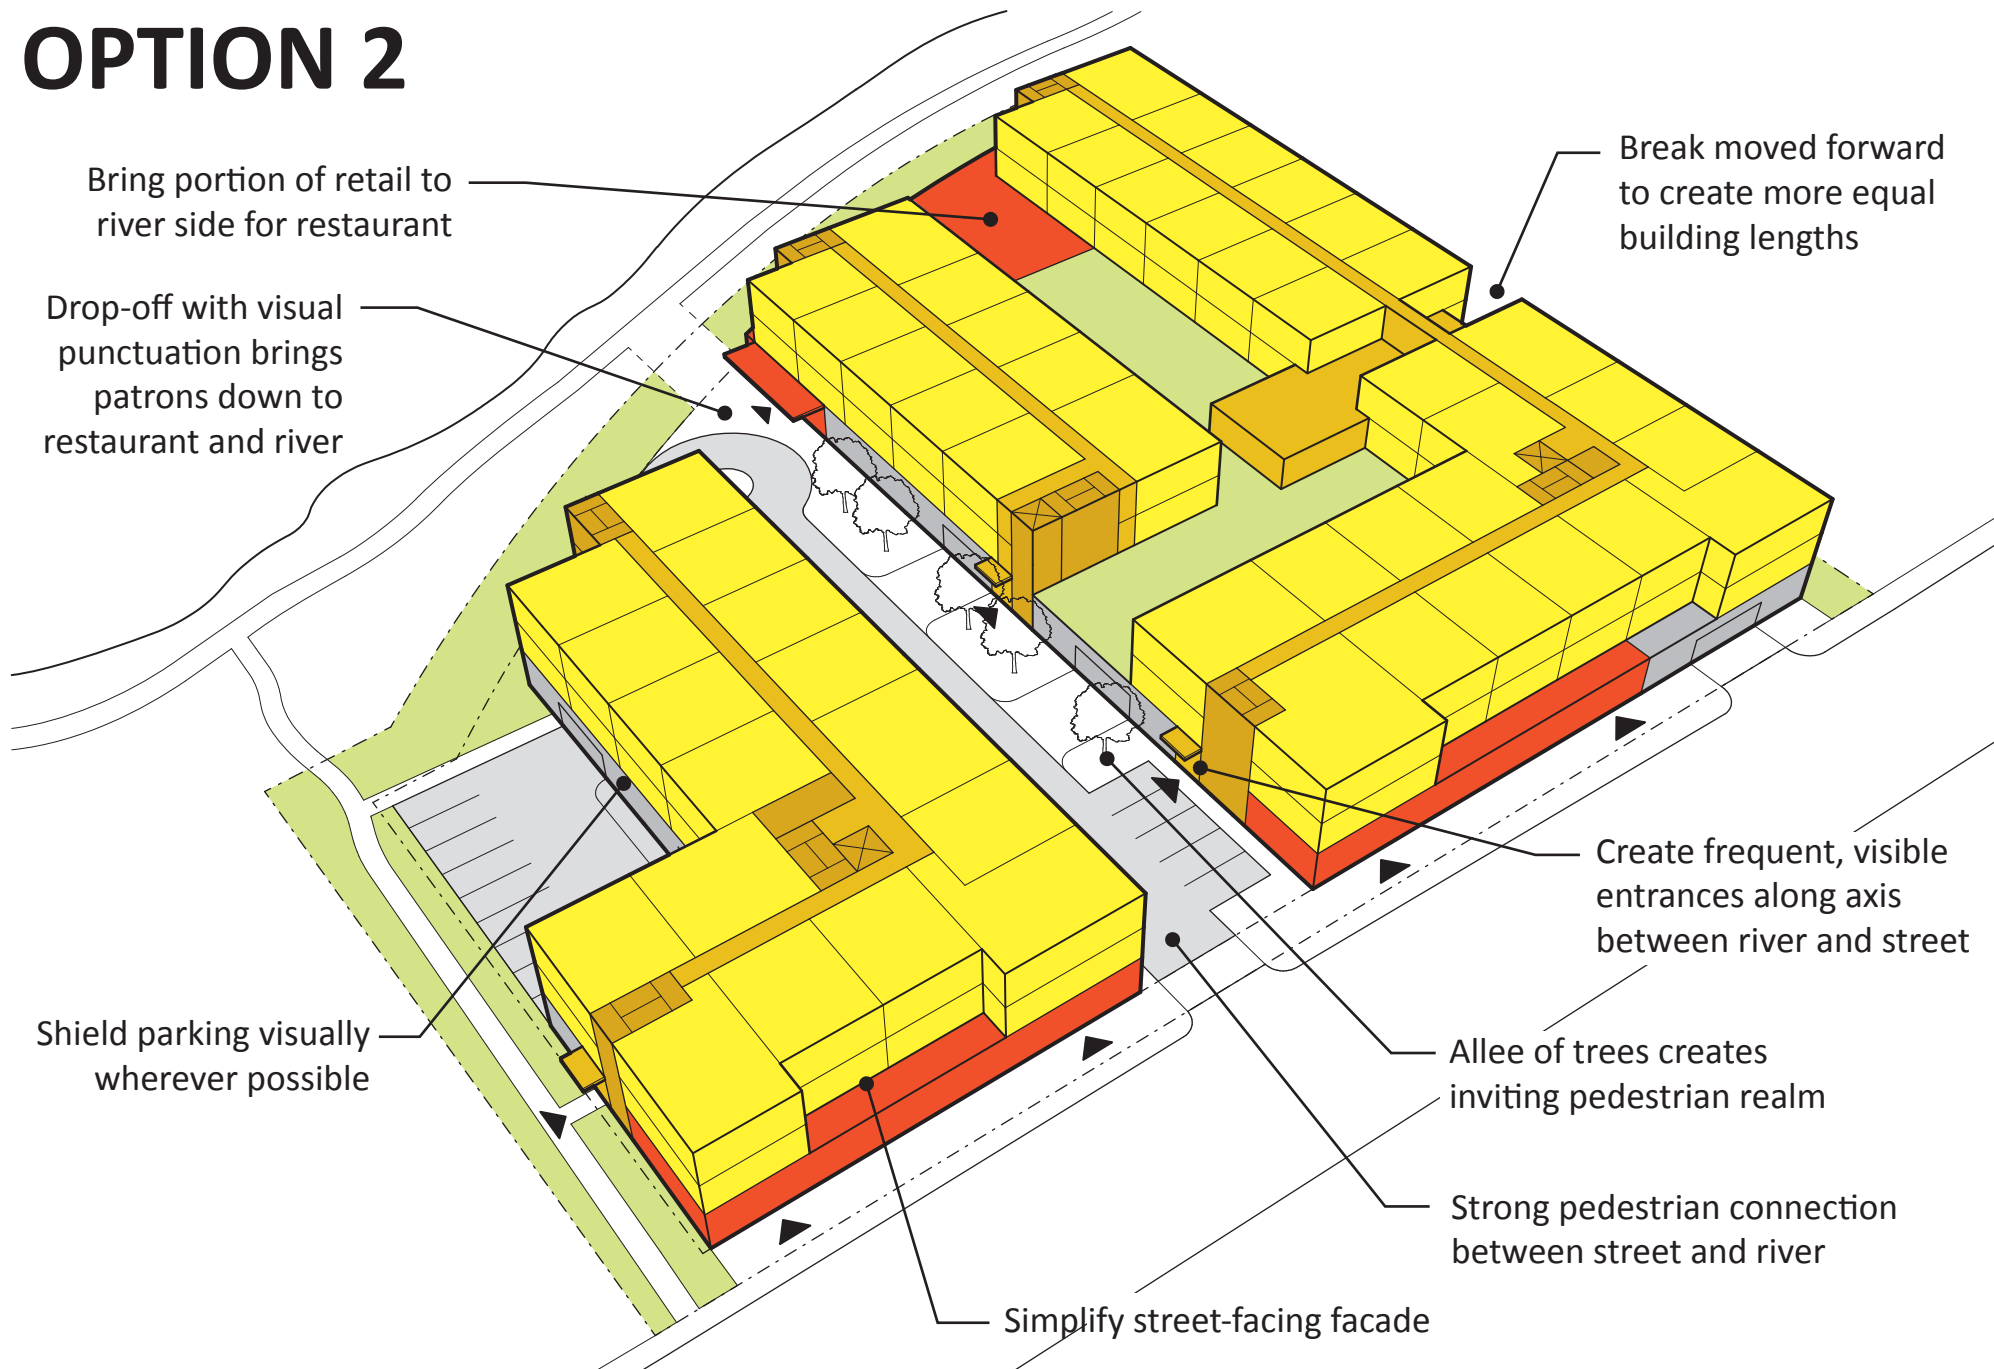 OPTION 2
Bring portion of retail to
river side for restaurant
Drop-off with visual
punctuation brings
patrons down to
restaurant and river
Break moved forward
to create more equal
building lengths
Create frequent, visible
entrances along axis
between river and street
Shield parking visually
wherever possible
Allee of trees creates
inviting pedestrian realm
Strong pedestrian connection
between street and river
Simplify street-facing facade